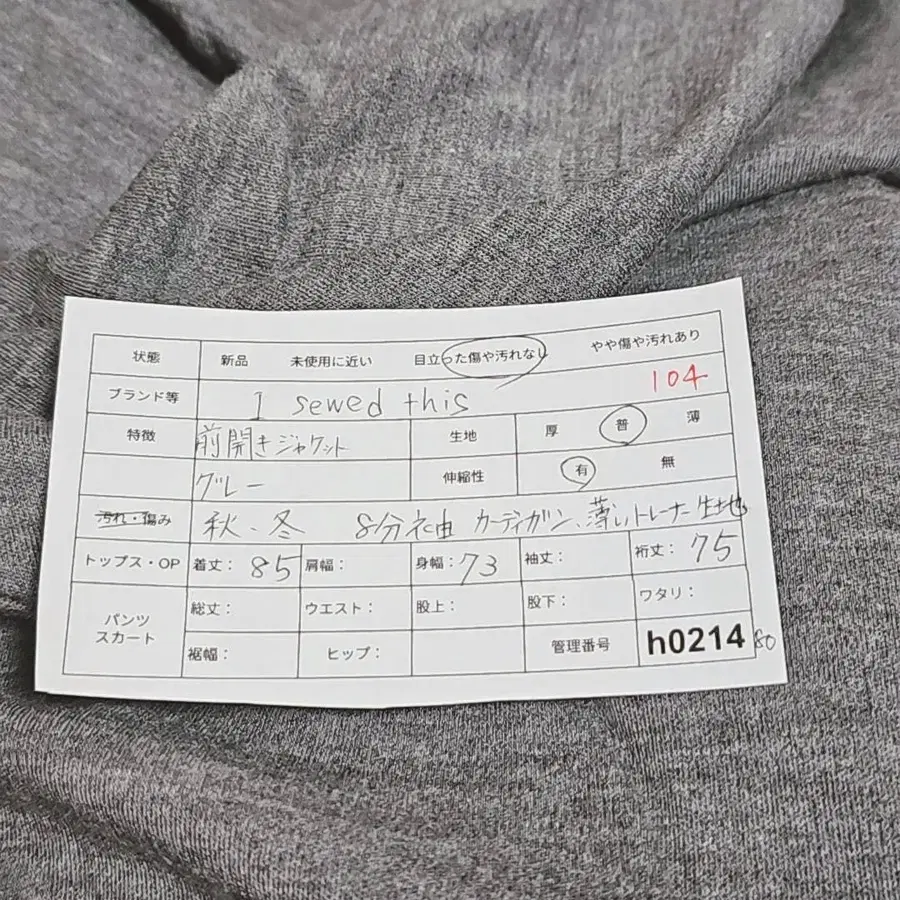 状態 新品 未使用に近い 目立った傷や汚れなし やや傷や汚れあり
ブランド等 I sewed this 104
特徴 前開きジャケット 生地 厚 普 薄
グレー 伸縮性 有 無
汚れ・傷み 秋、冬 8分袖 カーディガン、薄いトレーナー生地
トップス・OP 着丈: 85 肩幅: 身幅: 73 袖丈: 裄丈: 75
パンツ スカート 総丈: ウエスト: 股上: 股下: ワタリ:
裾幅: ヒップ: 管理番号 h0214 80